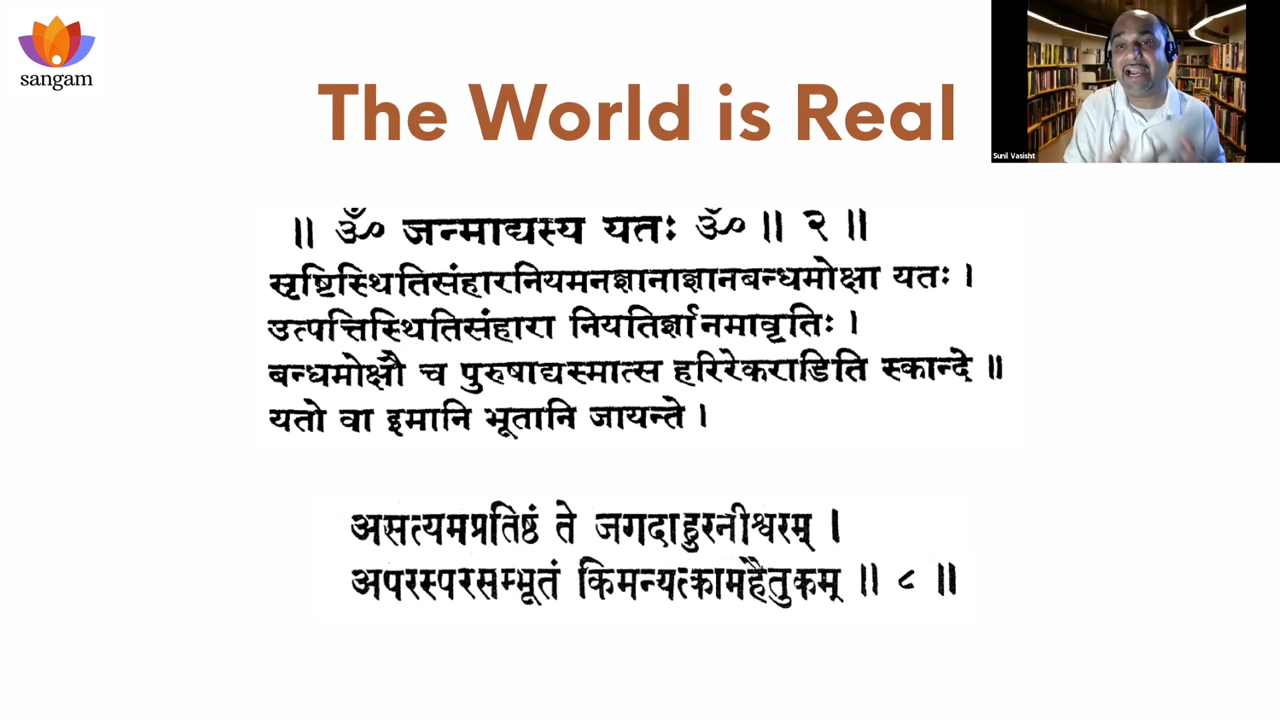 sangam
The World is Real
Sunil Vasisht
॥ ॐ जन्माद्यस्य यतः ॐ ॥ २ ॥
सृष्टिस्थितिसंहारनियमनज्ञानाज्ञानबन्धमोक्षा यतः ।
उत्पत्तिस्थितिसंहारा नियतिर्ज्ञानमावृतिः ।
बन्धमोक्षौ च पुरुषाद्यस्मात्स हरिरेकराडिति स्कान्दे ॥
यतो वा इमानि भूतानि जायन्ते ।
असत्यमप्रतिष्ठं ते जगदाहुरनीश्वरम् ।
अपरस्परसम्भूतं किमन्यत्कामहैतुकम् ॥ ८ ॥